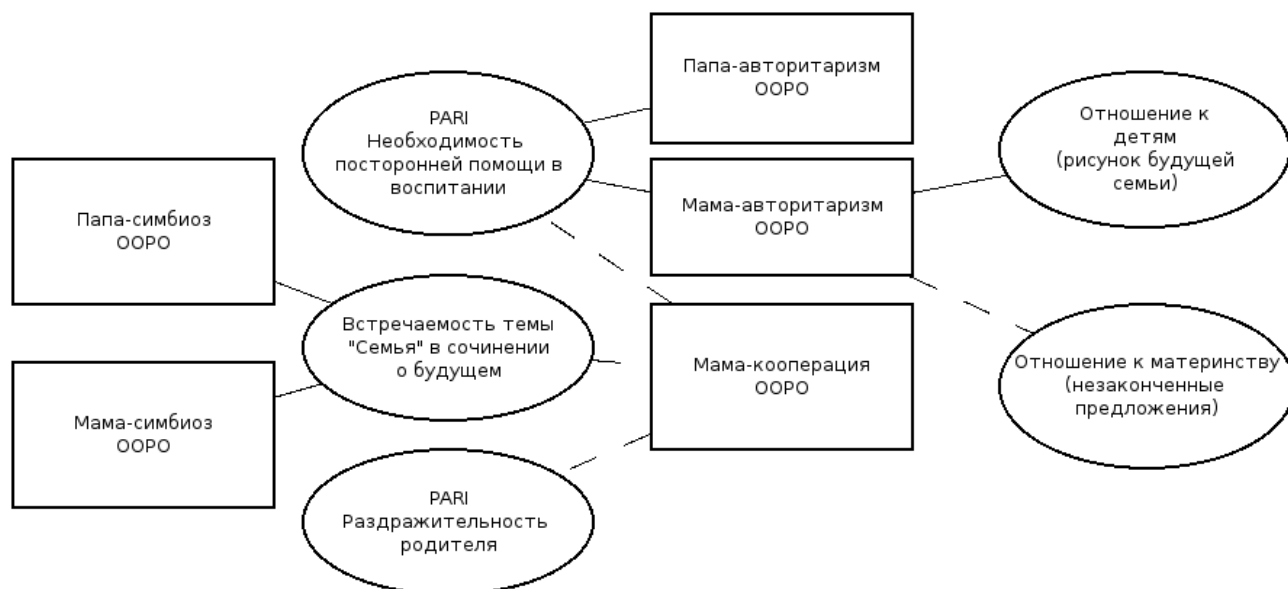 Папа-авторитаризм
ООРО
PARI
Необходимость
посторонней помощи в
воспитании
Отношение к
детям
(рисунок будущей
семьи)
Мама-авторитаризм
ООРО
Папа-симбиоз
ООРО
Встречаемость темы
"Семья" в сочинении
о будущем
Мама-кооперация
ООРО
Отношение к материнству
(незаконченные
предложения)
Мама-симбиоз
ООРО
PARI
Раздражительность
родителя